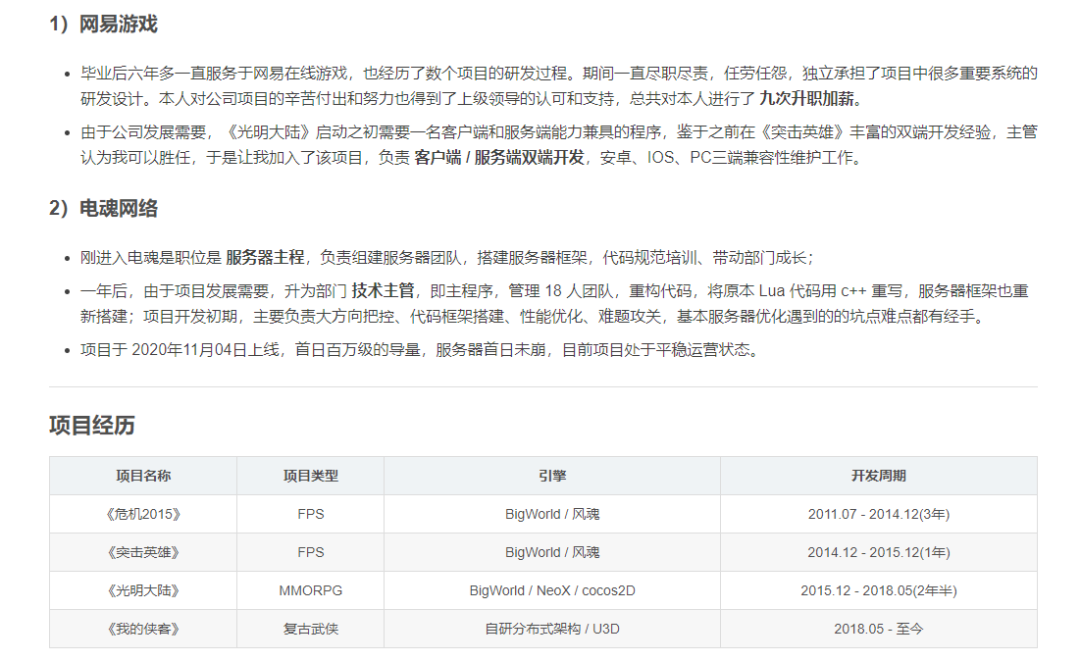 1）网易游戏
毕业后六年多一直服务于网易在线游戏，也经历了数个项目的研发过程。期间一直尽职尽责，任劳任怨，独立承担了项目中很多重要系统的
研发设计。本人对公司项目的辛苦付出和努力也得到了上级领导的认可和支持，总共对本人进行了 九次升职加薪。
由于公司发展需要，《光明大陆》启动之初需要一名客户端和服务端能力兼具的程序，鉴于之前在《突击英雄》丰富的双端开发经验，主管
认为我可以胜任，于是让我加入了该项目，负责 客户端 / 服务端双端开发，安卓、IOS、PC三端兼容性维护工作。
2）电魂网络
刚进入电魂是职位是 服务器主程，负责组建服务器团队，搭建服务器框架，代码规范培训、带动部门成长；
一年后，由于项目发展需要，升为部门 技术主管，即主程序，管理 18 人团队，重构代码，将原本 Lua 代码用 c++ 重写，服务器框架也重
新搭建；项目开发初期，主要负责大方向把控、代码框架搭建、性能优化、难题攻关，基本服务器优化遇到的的坑点难点都有经手。
项目于 2020年11月04日上线，首日百万级的导量，服务器首日未崩，目前项目处于平稳运营状态。
项目经历
项目名称 项目类型 引擎 开发周期
《危机2015》 FPS BigWorld / 风魂 2011.07 - 2014.12(3年)
《突击英雄》 FPS BigWorld / 风魂 2014.12 - 2015.12(1年)
《光明大陆》 MMORPG BigWorld / NeoX / cocos2D 2015.12 - 2018.05(2年半)
《我的侠客》 复古武侠 自研分布式架构 / U3D 2018.05 - 至今